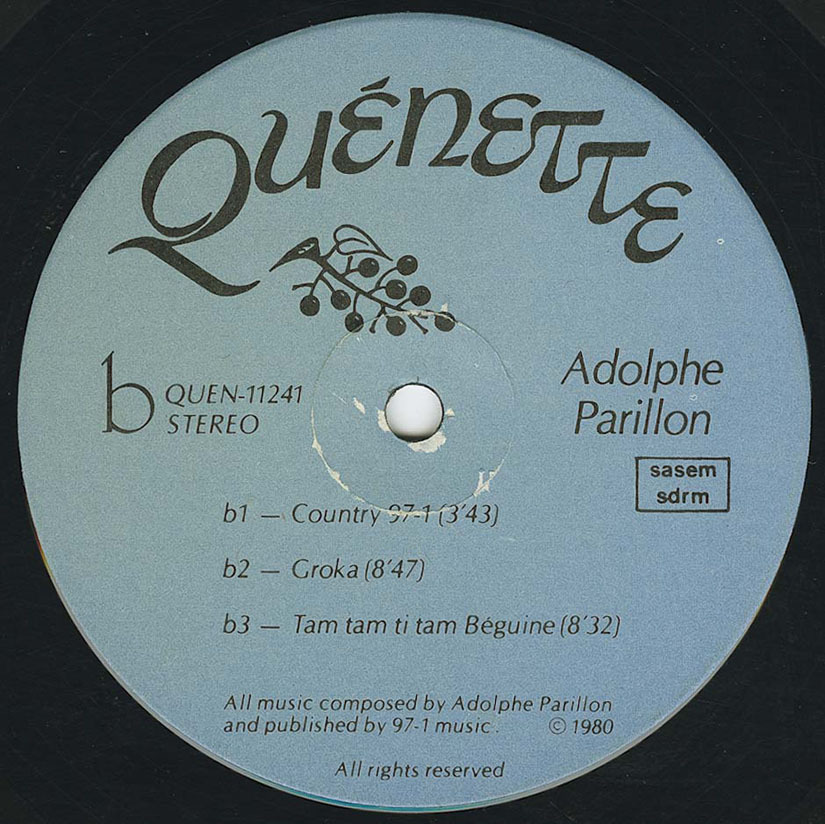 Quénette
b
QUEN-11241
STEREO
Adolphe
Parillon
sasem
sdrm
b1 — Country 97-1 (3'43)
b2 — Groka (8'47)
b3 — Tam tam ti tam Béguine (8'32)
All music composed by Adolphe Parillon
and published by 97-1 music. © 1980
All rights reserved